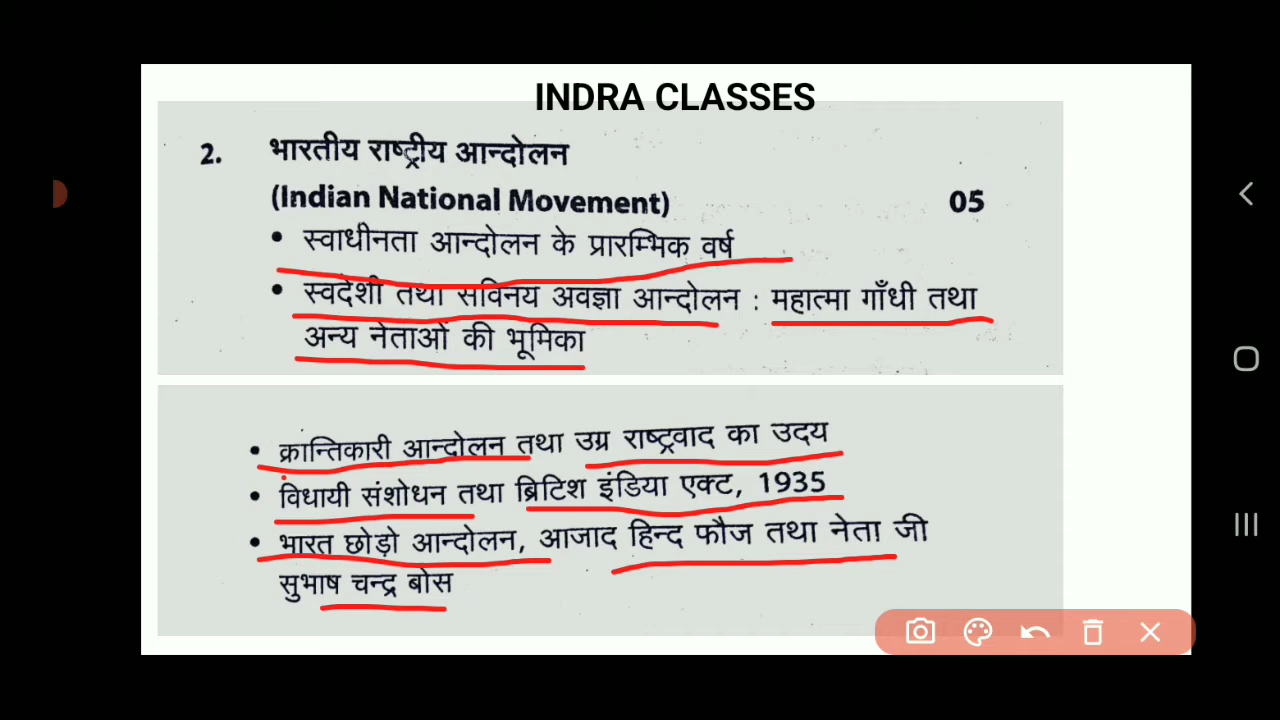 INDRA CLASSES
2. भारतीय राष्ट्रीय आन्दोलन
(Indian National Movement) 05
• स्वाधीनता आन्दोलन के प्रारम्भिक वर्ष
• स्वदेशी तथा सविनय अवज्ञा आन्दोलन : महात्मा गाँधी तथा
अन्य नेताओं की भूमिका
• क्रान्तिकारी आन्दोलन तथा उग्र राष्ट्रवाद का उदय
• विधायी संशोधन तथा ब्रिटिश इंडिया एक्ट, 1935
• भारत छोड़ो आन्दोलन, आजाद हिन्द फौज तथा नेता जी
सुभाष चन्द्र बोस